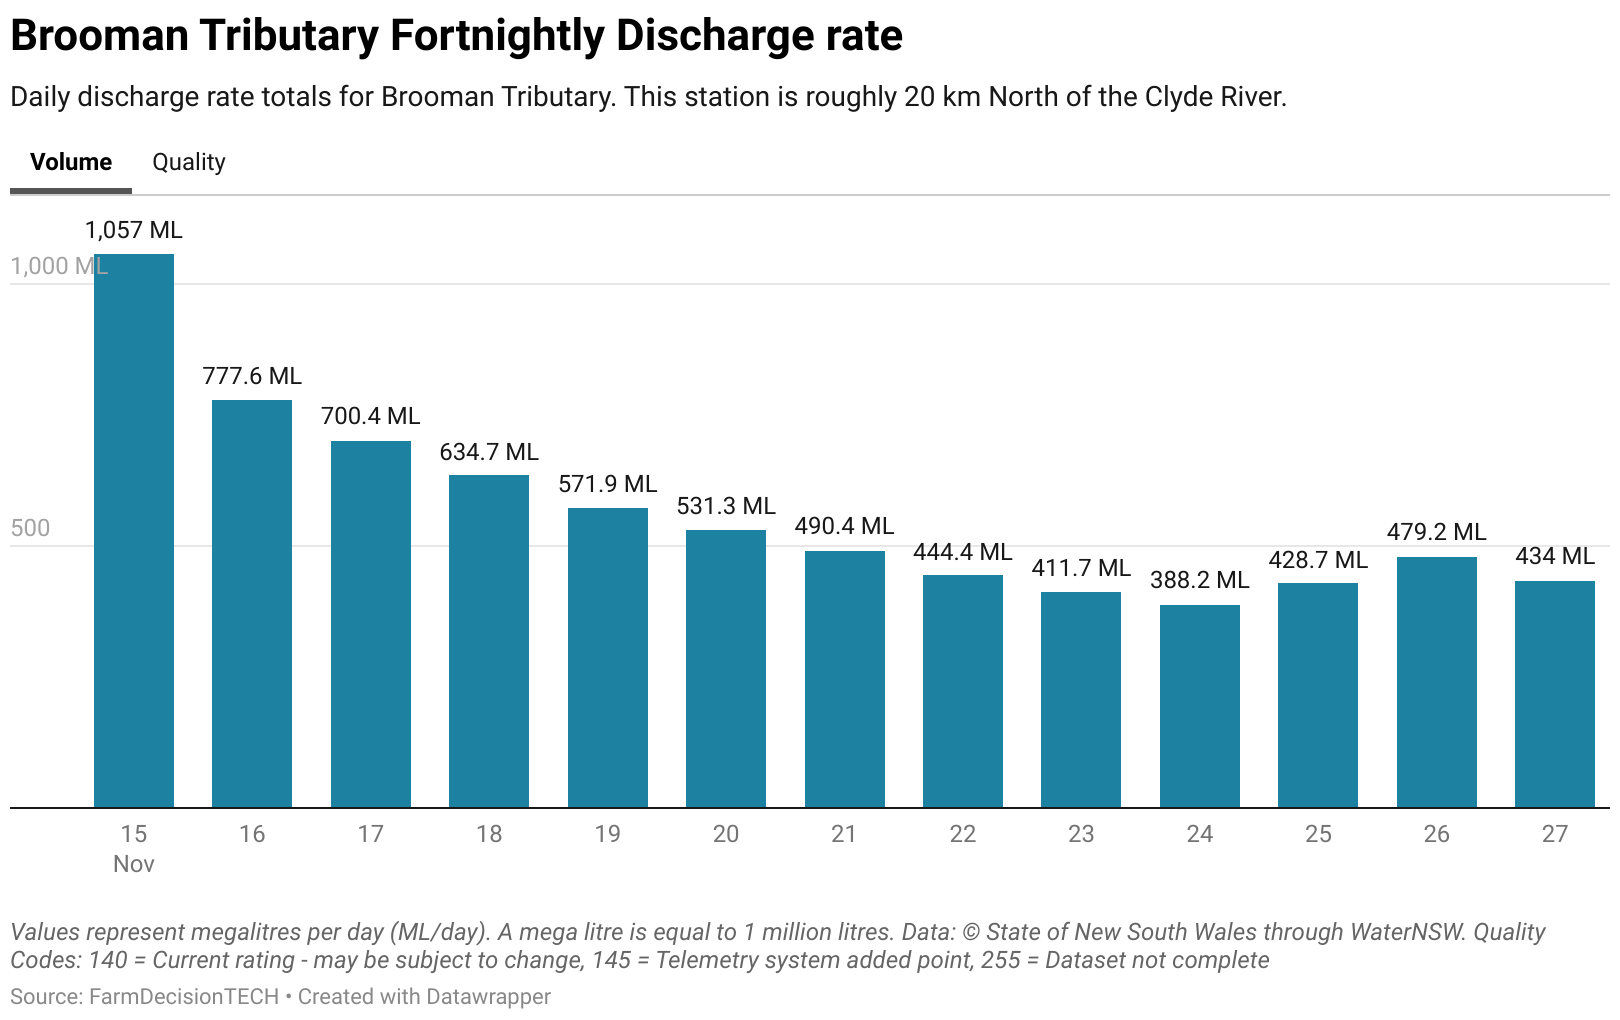 Brooman Tributary Fortnightly Discharge rate
Daily discharge rate totals for Brooman Tributary. This station is roughly 20 km North of the Clyde River.
Volume Quality
1,057 ML
1,000 ML
777.6 ML
700.4 ML
634.7 ML
571.9 ML
531.3 ML
490.4 ML
444.4 ML
411.7 ML
388.2 ML
428.7 ML
479.2 ML
434 ML
500
15 16 17 18 19 20 21 22 23 24 25 26 27
Nov
Values represent megalitres per day (ML/day). A mega litre is equal to 1 million litres. Data: © State of New South Wales through WaterNSW. Quality
Codes: 140 = Current rating - may be subject to change, 145 = Telemetry system added point, 255 = Dataset not complete
Source: FarmDecisionTECH • Created with Datawrapper